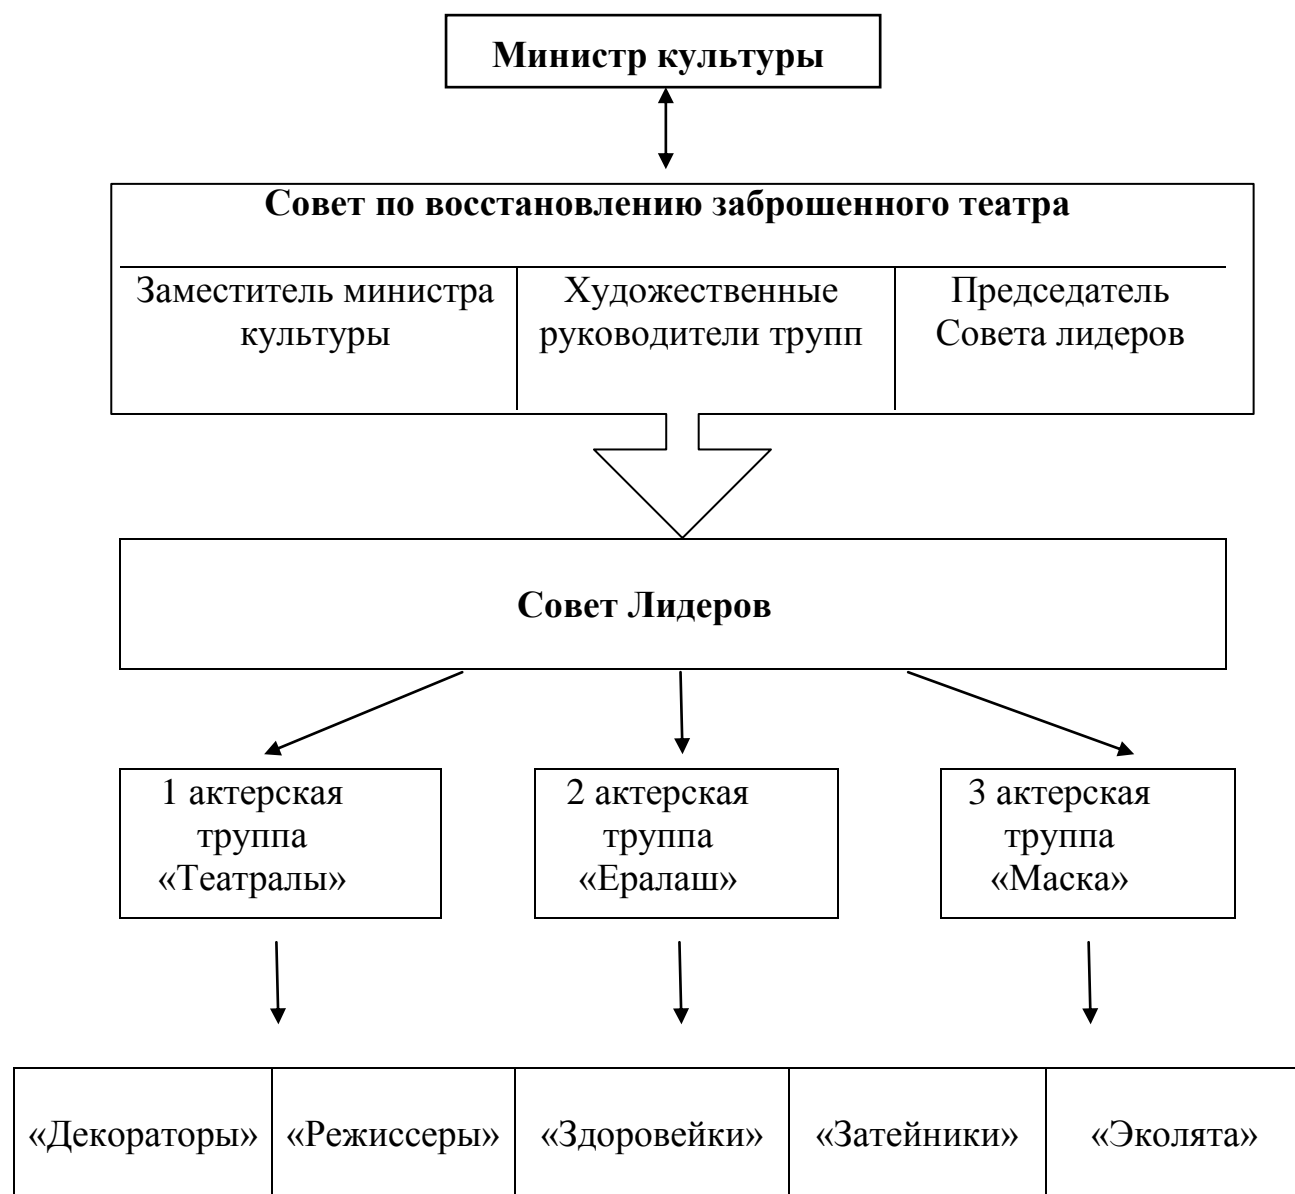 Министр культуры
Совет по восстановлению заброшенного театра
Заместитель министра
культуры
Художественные
руководители трупп
Председатель
Совета лидеров
Совет Лидеров
1 актерская
труппа
«Театралы»
2 актерская
труппа
«Ералаш»
3 актерская
труппа
«Маска»
«Декораторы»
«Режиссеры»
«Здоровейки»
«Затейники»
«Эколята»